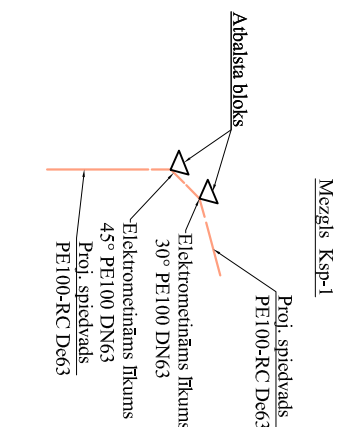 Mezgls Ksp-1
Proj. spiedvads
PE100-RC De63
Atbalsta bloks
Elektrometināms līkums
30° PE100 DN63
Elektrometināms līkums
45° PE100 DN63
Proj. spiedvads
PE100-RC De63